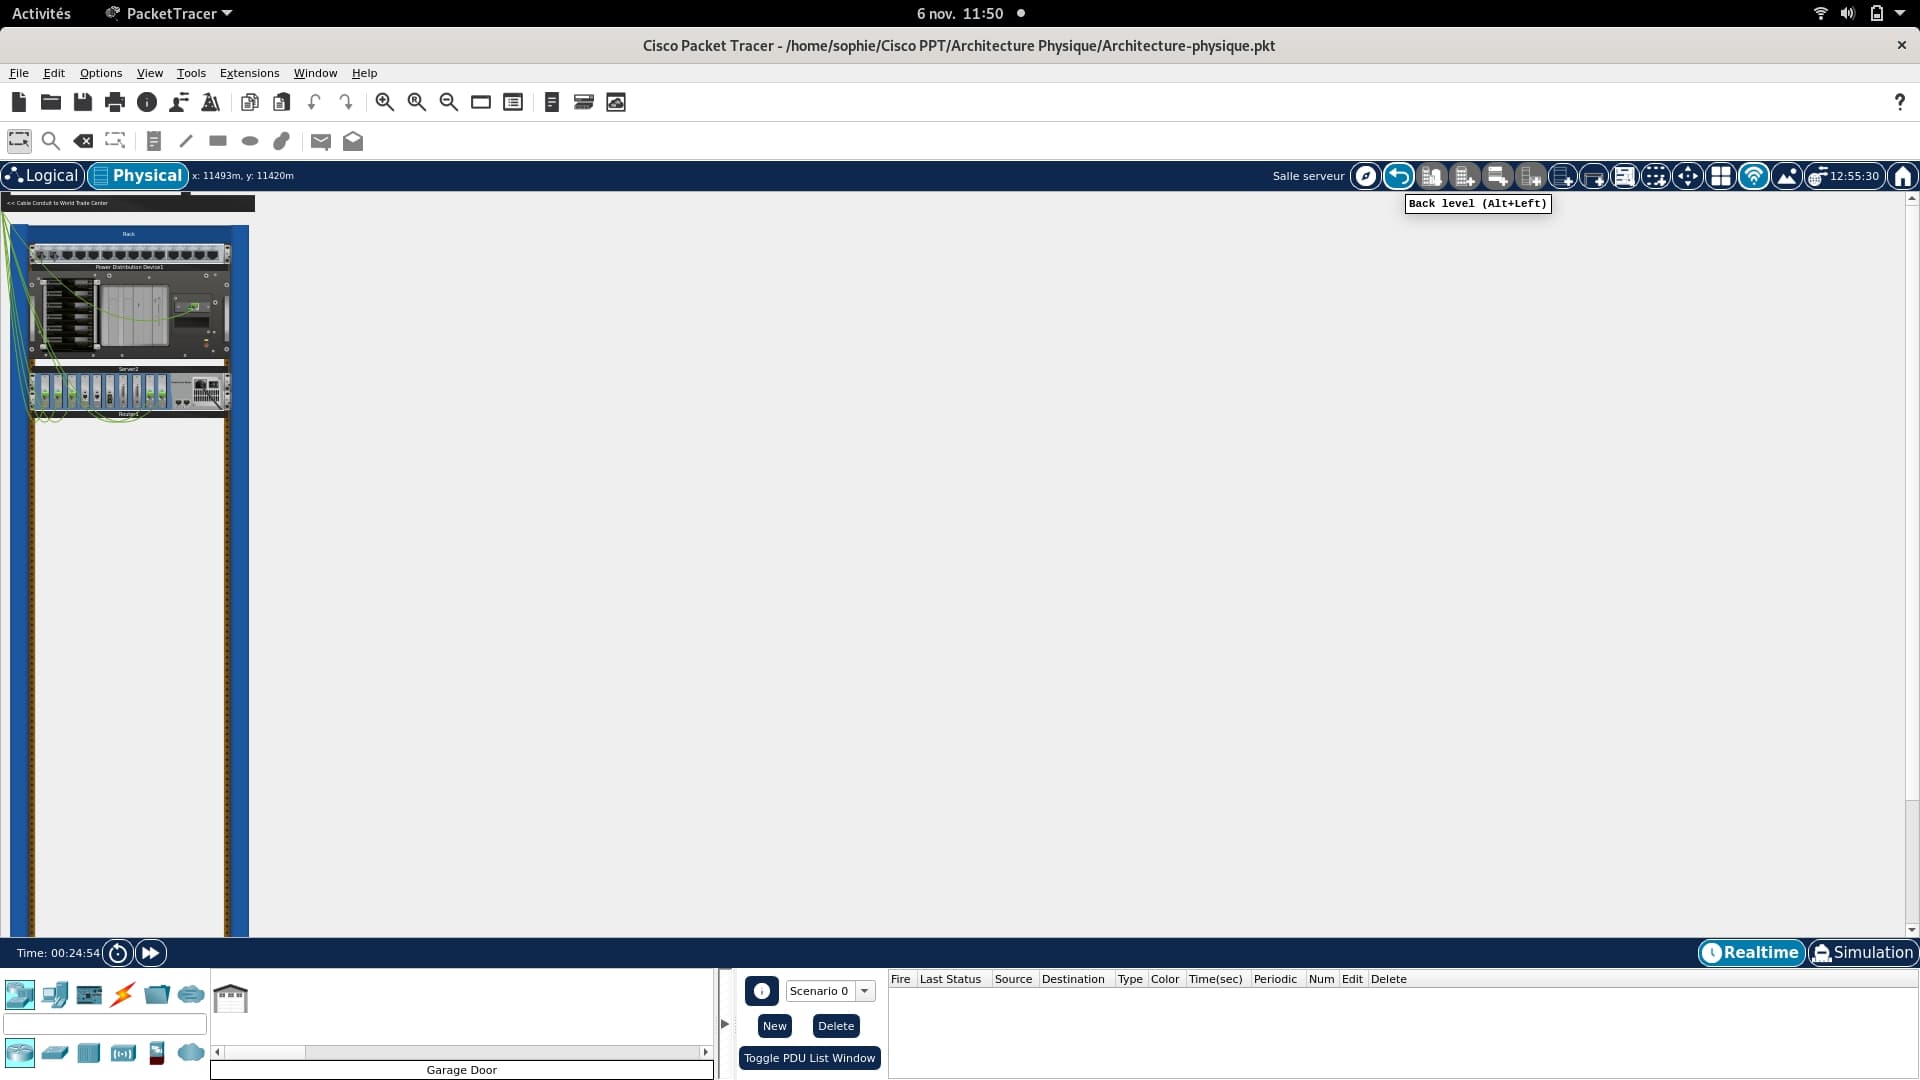 Activités PacketTracer 6 nov. 11:50
Cisco Packet Tracer - /home/sophie/Cisco PPT/Architecture Physique/Architecture-physique.pkt
File Edit Options View Tools Extensions Window Help
Logical Physical x: 11493m, y: 11420m Salle serveur 12:55:30
Back level (Alt+Left)
<< Cable Conduit to World Trade Center
Rack
Power Distribution Device1
Server2
Time: 00:24:54 Realtime Simulation
Scenario 0
New Delete
Toggle PDU List Window
Fire Last Status Source Destination Type Color Time(sec) Periodic Num Edit Delete
Garage Door